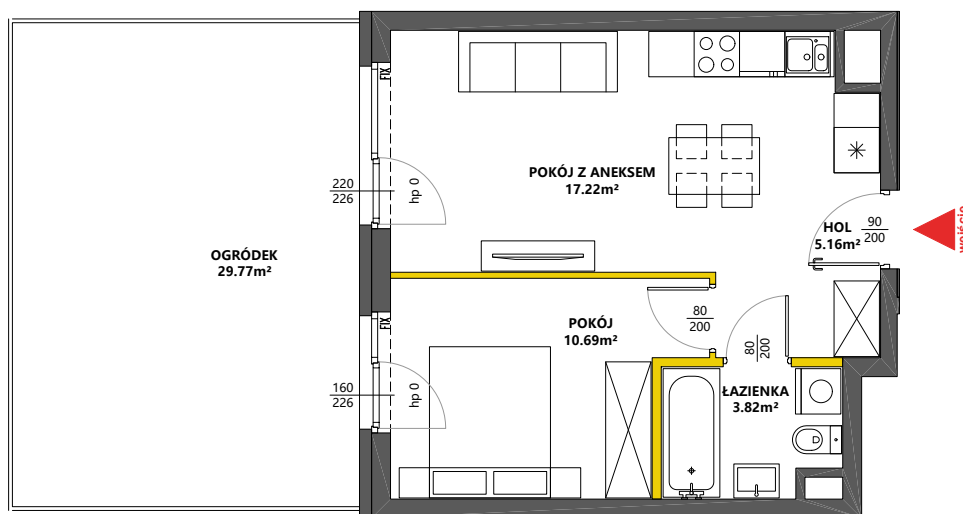 FIX
POKÓJ Z ANEKSEM
17.22m²
220
226
hp 0
HOL
5.16m²
90
200
wejście
OGRÓDEK
29.77m²
FIX
POKÓJ
10.69m²
80
200
80
200
160
226
hp 0
ŁAZIENKA
3.82m²